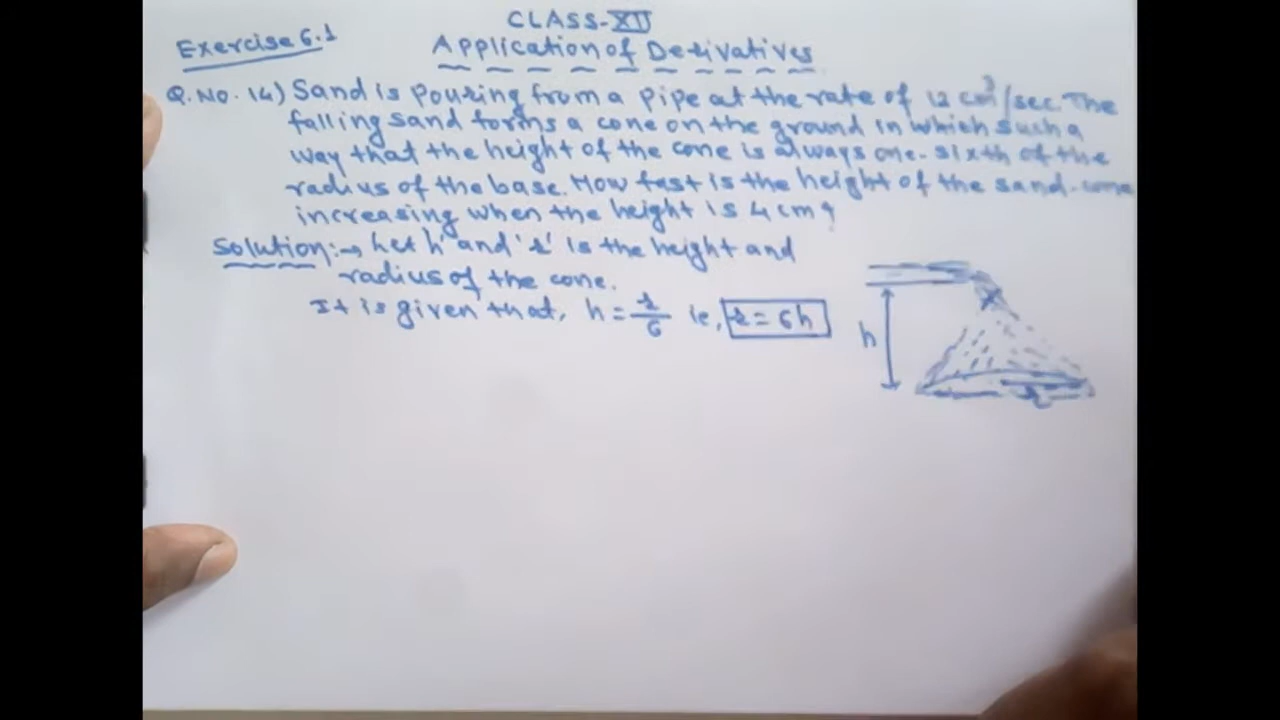 CLASS-XII
Exercise 6.1
Application of Derivatives
Q.No. 14) Sand is pouring from a pipe at the rate of 12 cm³/sec. The
falling sand forms a cone on the ground in which such a
way that the height of the cone is always one-sixth of the
radius of the base. How fast is the height of the sand-cone
increasing when the height is 4 cm?
Solution:→ Let 'h' and 'r' is the height and
radius of the cone.
It is given that, h = r/6 ie, r = 6h
h
r